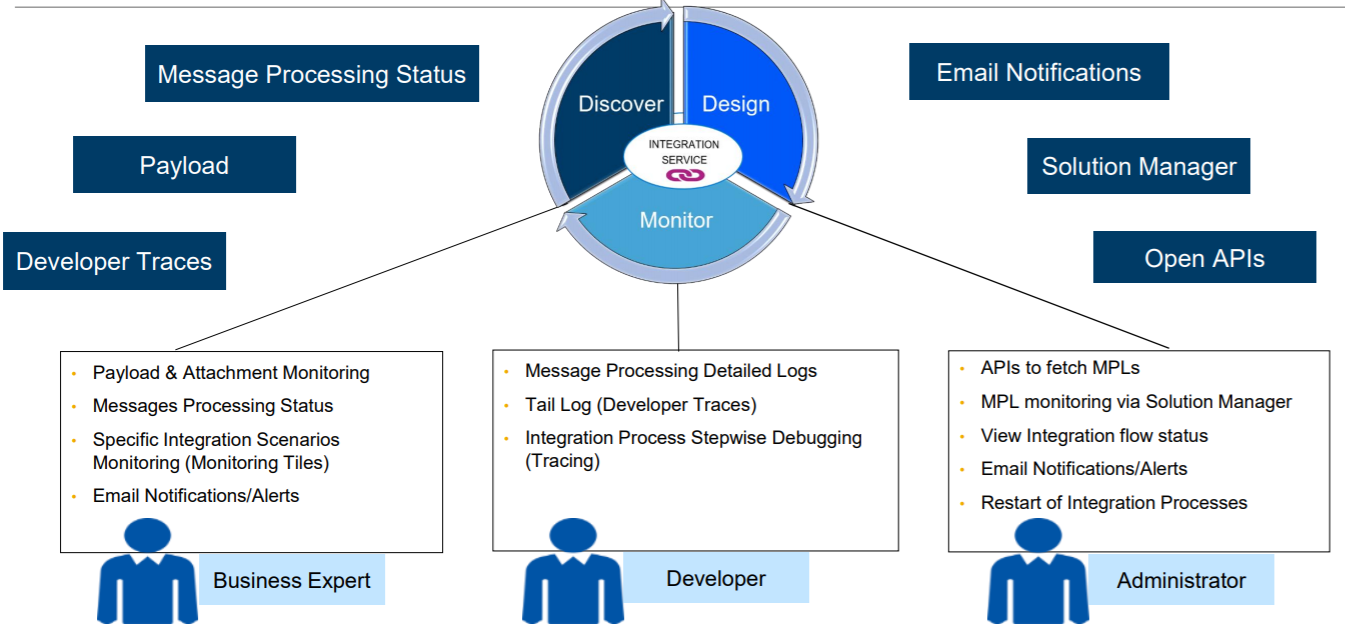 Message Processing Status
Payload
Developer Traces
Discover
Design
INTEGRATION
SERVICE
Monitor
Email Notifications
Solution Manager
Open APIs
• Payload & Attachment Monitoring
• Messages Processing Status
• Specific Integration Scenarios
Monitoring (Monitoring Tiles)
• Email Notifications/Alerts
Business Expert
• Message Processing Detailed Logs
• Tail Log (Developer Traces)
• Integration Process Stepwise Debugging
(Tracing)
Developer
• APIs to fetch MPLs
• MPL monitoring via Solution Manager
• View Integration flow status
• Email Notifications/Alerts
• Restart of Integration Processes
Administrator